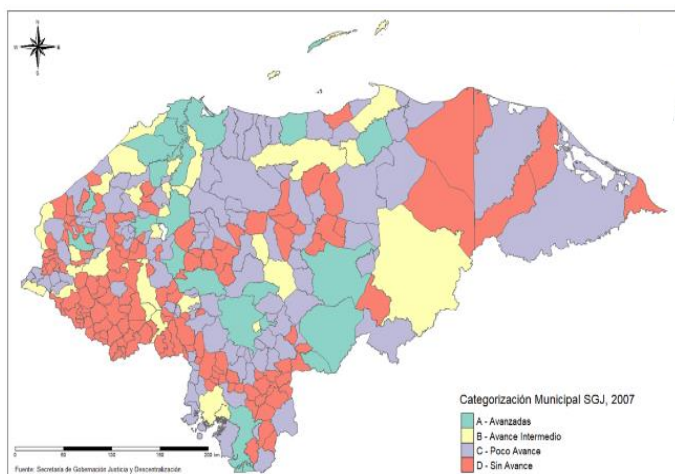 N
Categorización Municipal SGJ, 2007
A - Avanzadas
B - Avance Intermedio
C - Poco Avance
D - Sin Avance
Fuente: Secretaría de Gobernación Justicia y Descentralización